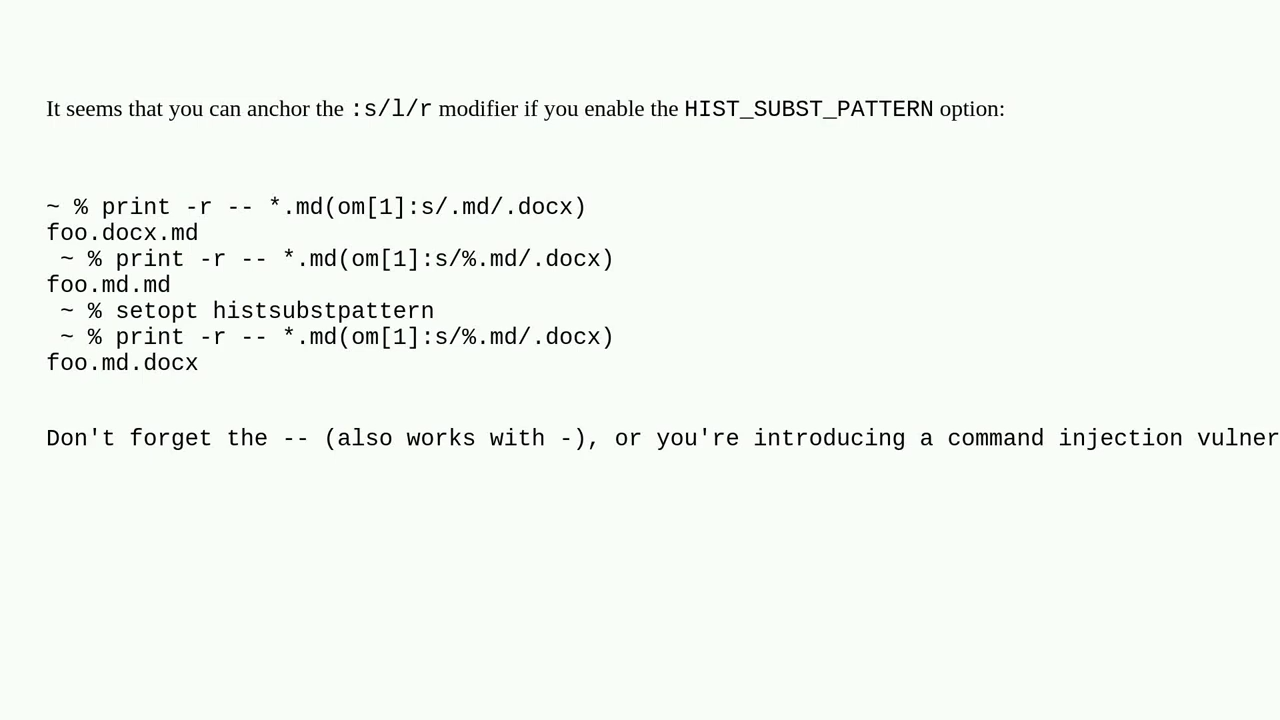 It seems that you can anchor the :s/l/r modifier if you enable the HIST_SUBST_PATTERN option:
~ % print -r -- *.md(om[1]:s/.md/.docx)
foo.docx.md
~ % print -r -- *.md(om[1]:s/%.md/.docx)
foo.md.md
~ % setopt histsubstpattern
~ % print -r -- *.md(om[1]:s/%.md/.docx)
foo.md.docx
Don't forget the -- (also works with -), or you're introducing a command injection vulner